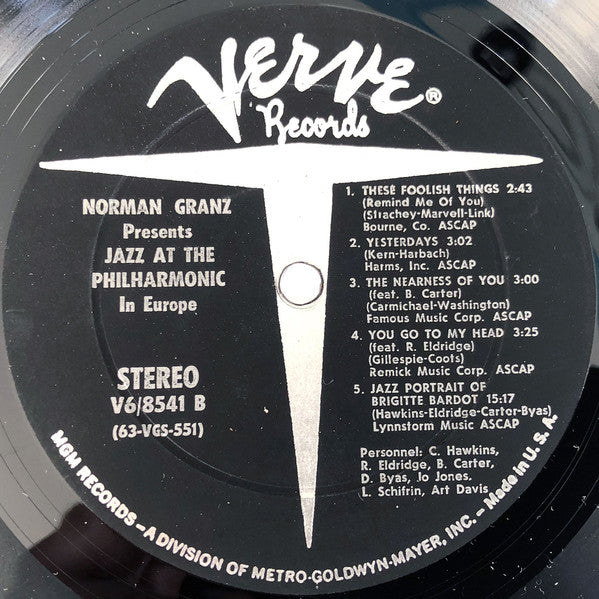 VERVE®
Records
NORMAN GRANZ
Presents
JAZZ AT THE
PHILHARMONIC
In Europe
STEREO
V6/8541 B
(63-VGS-551)
1. THESE FOOLISH THINGS 2:43
(Remind Me Of You)
(Strachey-Marvell-Link)
Bourne, Co. ASCAP
2. YESTERDAYS 3:02
(Kern-Harbach)
Harms, Inc. ASCAP
3. THE NEARNESS OF YOU 3:00
(feat. B. Carter)
(Carmichael-Washington)
Famous Music Corp. ASCAP
4. YOU GO TO MY HEAD 3:25
(feat. R. Eldridge)
(Gillespie-Coots)
Remick Music Corp. ASCAP
5. JAZZ PORTRAIT OF
BRIGITTE BARDOT 15:17
(Hawkins-Eldridge-Carter-Byas)
Lynnstorm Music ASCAP
Personnel: C. Hawkins,
R. Eldridge, B. Carter,
D. Byas, Jo Jones,
L. Schifrin, Art Davis
MGM RECORDS – A DIVISION OF METRO-GOLDWYN-MAYER, INC. – Made in U. S. A.